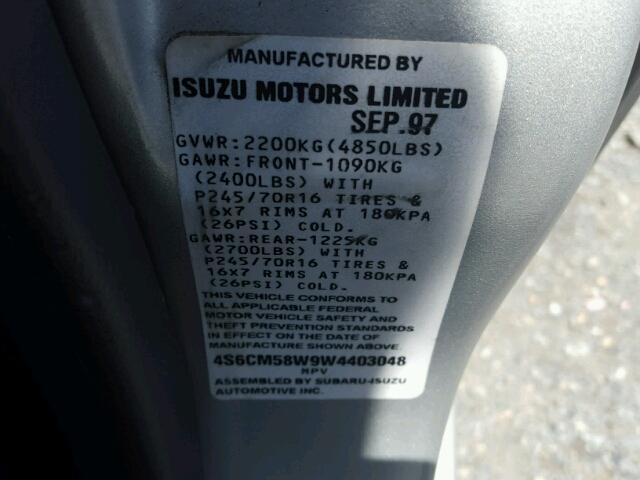 MANUFACTURED BY
ISUZU MOTORS LIMITED
SEP.97
GVWR:2200KG(4850LBS)
GAWR:FRONT-1090KG
(2400LBS) WITH
P245/70R16 TIRES &
16X7 RIMS AT 180KPA
(26PSI) COLD.
GAWR:REAR-1225KG
(2700LBS) WITH
P245/70R16 TIRES &
16X7 RIMS AT 180KPA
(26PSI) COLD.
THIS VEHICLE CONFORMS TO
ALL APPLICABLE FEDERAL
MOTOR VEHICLE SAFETY AND
THEFT PREVENTION STANDARDS
IN EFFECT ON THE DATE OF
MANUFACTURE SHOWN ABOVE.
4S6CM58W9W4403048
MPV
ASSEMBLED BY SUBARU-ISUZU
AUTOMOTIVE INC.